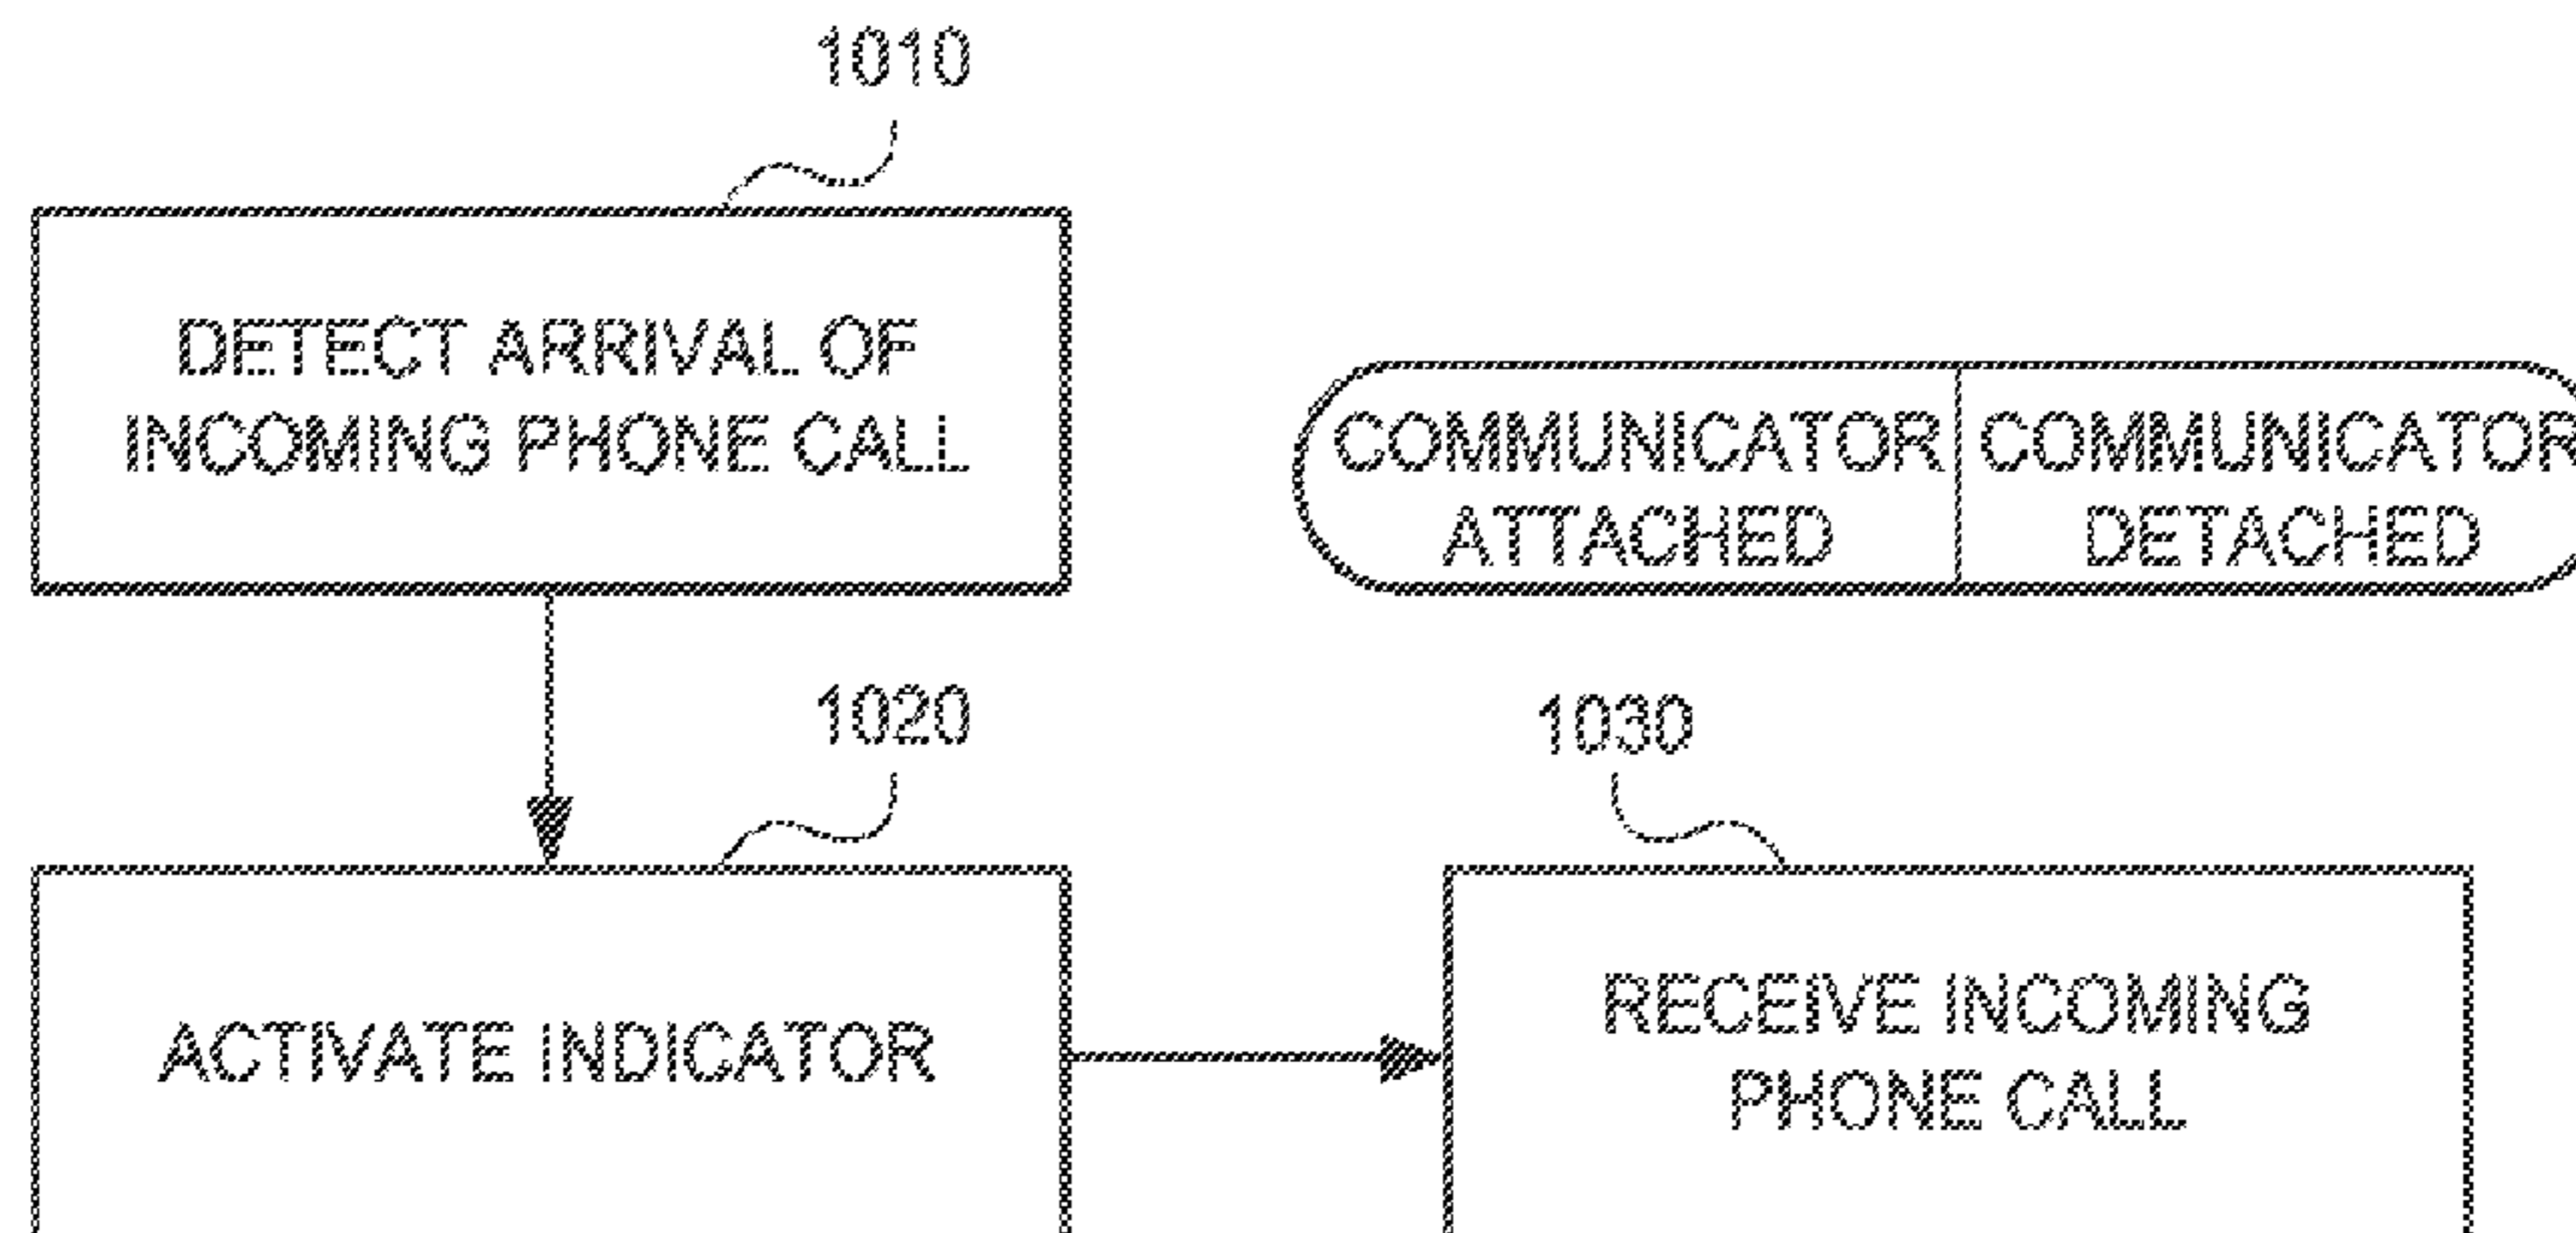 1010
DETECT ARRIVAL OF
INCOMING PHONE CALL
COMMUNICATOR
ATTACHED
COMMUNICATOR
DETACHED
1020
ACTIVATE INDICATOR
1030
RECEIVE INCOMING
PHONE CALL